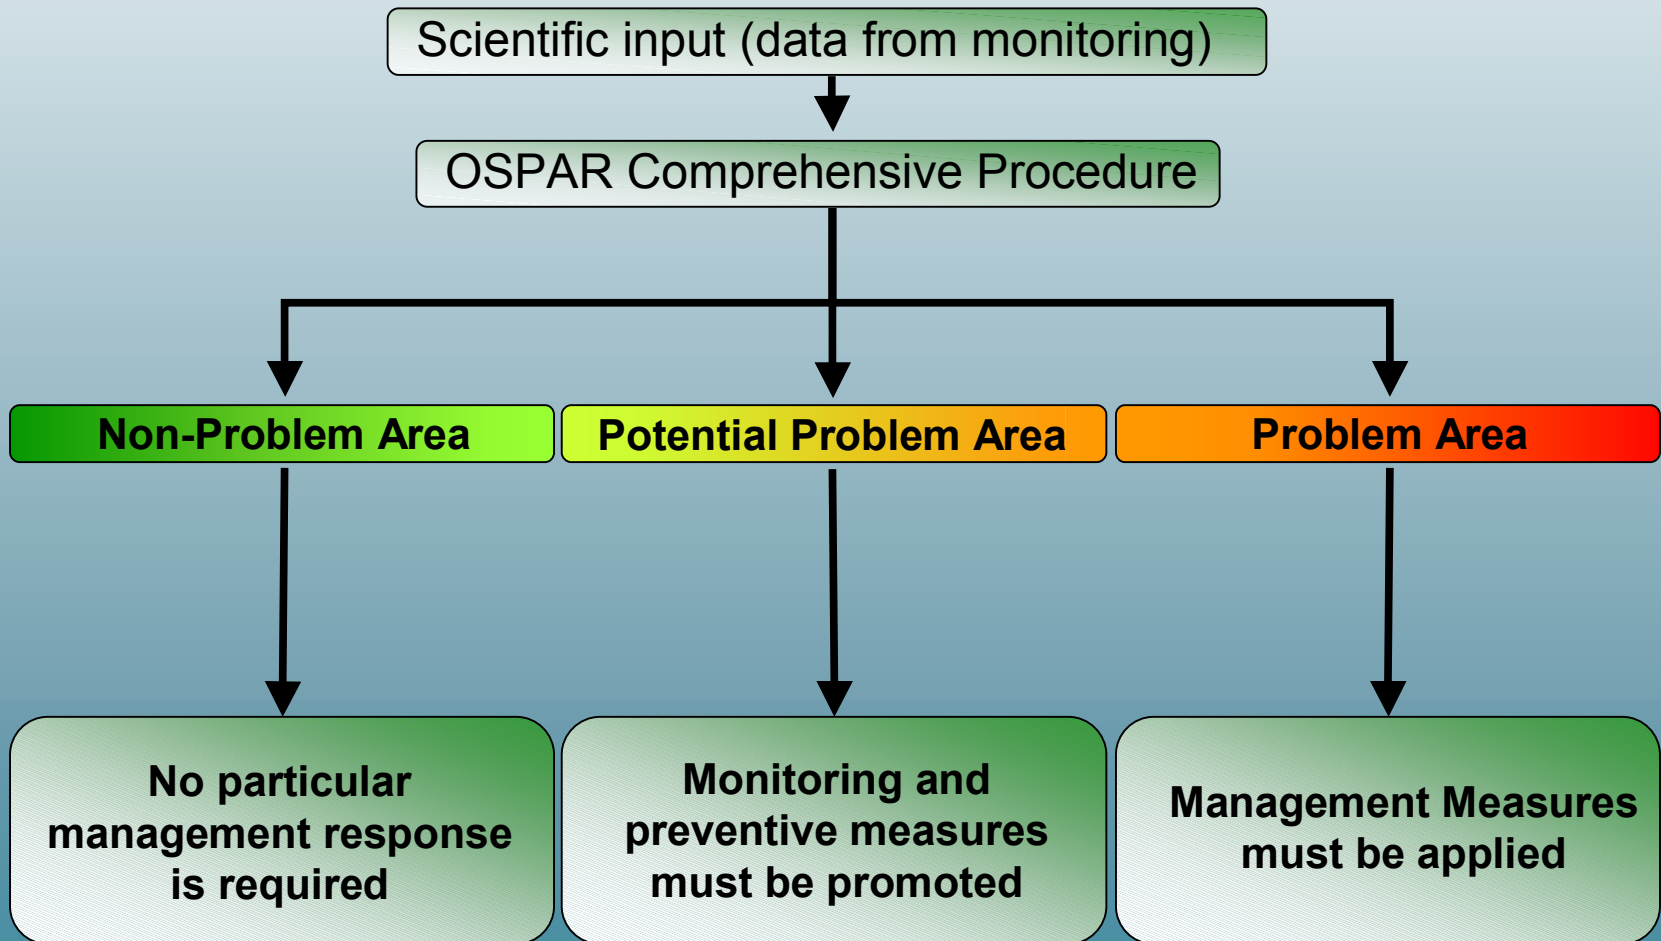 Scientific input (data from monitoring)
OSPAR Comprehensive Procedure
Non-Problem Area
Potential Problem Area
Problem Area
No particular
management response
is required
Monitoring and
preventive measures
must be promoted
Management Measures
must be applied